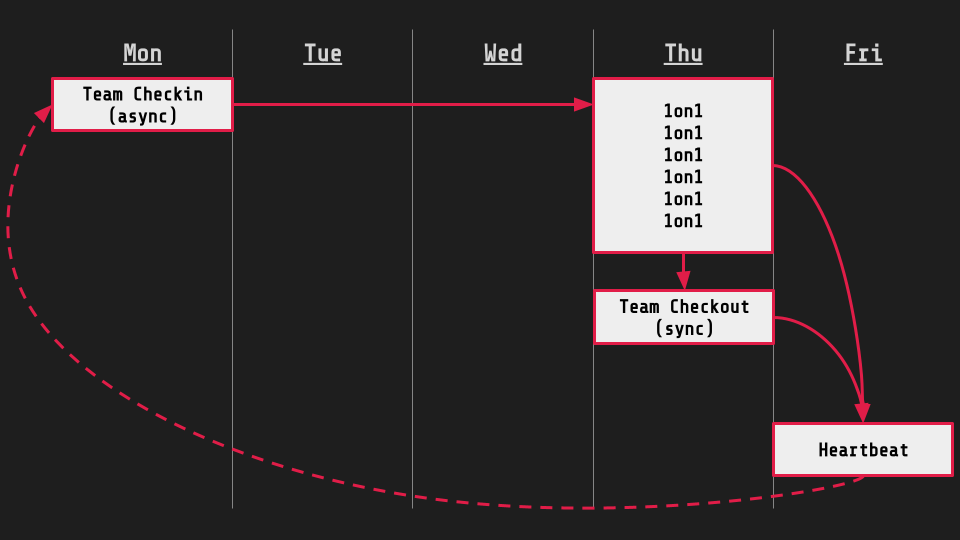 Mon
Tue
Wed
Thu
Fri
Team Checkin
(async)
1on1
1on1
1on1
1on1
1on1
1on1
Team Checkout
(sync)
Heartbeat